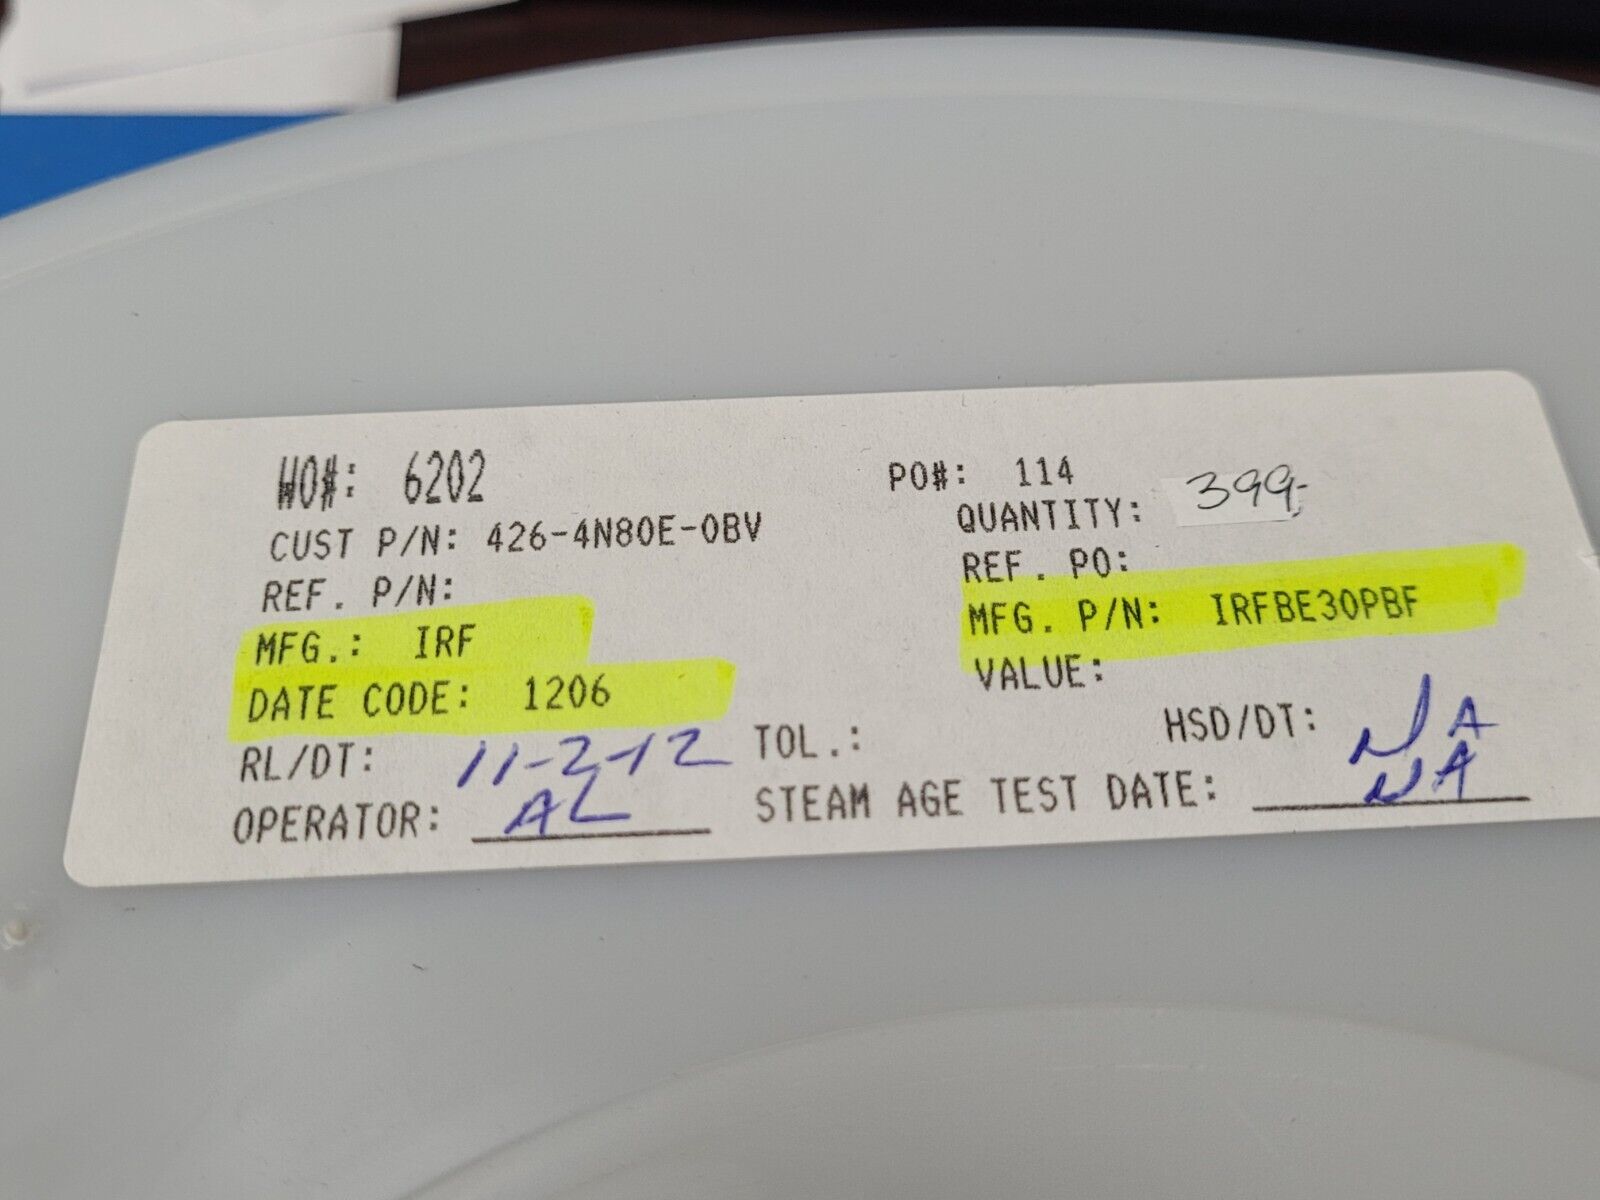 WO#: 6202
PO#: 114
CUST P/N: 426-4N80E-0BV
QUANTITY: 399-
REF. P/N:
REF. PO:
MFG.: IRF
MFG. P/N: IRFBE30PBF
DATE CODE: 1206
VALUE:
RL/DT: 11-2-12
TOL.:
HSD/DT: NA
OPERATOR: AL
STEAM AGE TEST DATE: NA